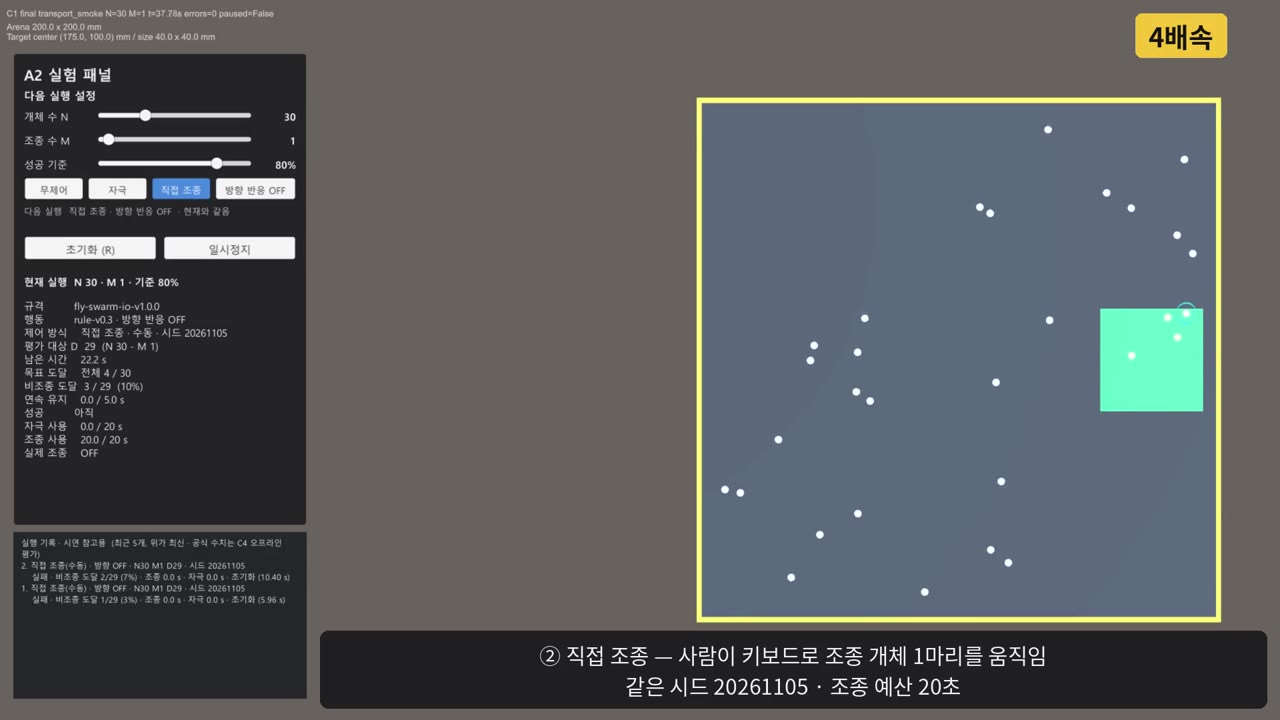 C1 final transport_smoke N=30 M=1 t=37.78s errors=0 paused=False
Arena 200.0 x 200.0 mm
Target center (175.0, 100.0) mm / size 40.0 x 40.0 mm
4배속
A2 실험 패널
다음 실행 설정
개체 수 N 30
조종 수 M 1
성공 기준 80%
무제어 자극 직접 조종 방향 반응 OFF
다음 실행 직접 조종 · 방향 반응 OFF · 현재와 같음
초기화 (R) 일시정지
현재 실행 N 30 · M 1 · 기준 80%
규격 fly-swarm-io-v1.0.0
행동 rule-v0.3 · 방향 반응 OFF
제어 방식 직접 조종 · 수동 · 시드 20261105
평가 대상 D 29 (N 30 - M 1)
남은 시간 22.2 s
목표 도달 전체 4 / 30
비조종 도달 3 / 29 (10%)
연속 유지 0.0 / 5.0 s
성공 아직
자극 사용 0.0 / 20 s
조종 사용 20.0 / 20 s
실제 조종 OFF
실행 기록 · 시연 참고용 (최근 5개, 위가 최신 · 공식 수치는 C4 오프라인
평가)
2. 직접 조종(수동) · 방향 OFF · N30 M1 D29 · 시드 20261105
실패 · 비조종 도달 2/29 (7%) · 조종 0.0 s · 자극 0.0 s · 초기화 (10.40 s)
1. 직접 조종(수동) · 방향 OFF · N30 M1 D29 · 시드 20261105
실패 · 비조종 도달 1/29 (3%) · 조종 0.0 s · 자극 0.0 s · 초기화 (5.96 s)
② 직접 조종 — 사람이 키보드로 조종 개체 1마리를 움직임
같은 시드 20261105 · 조종 예산 20초